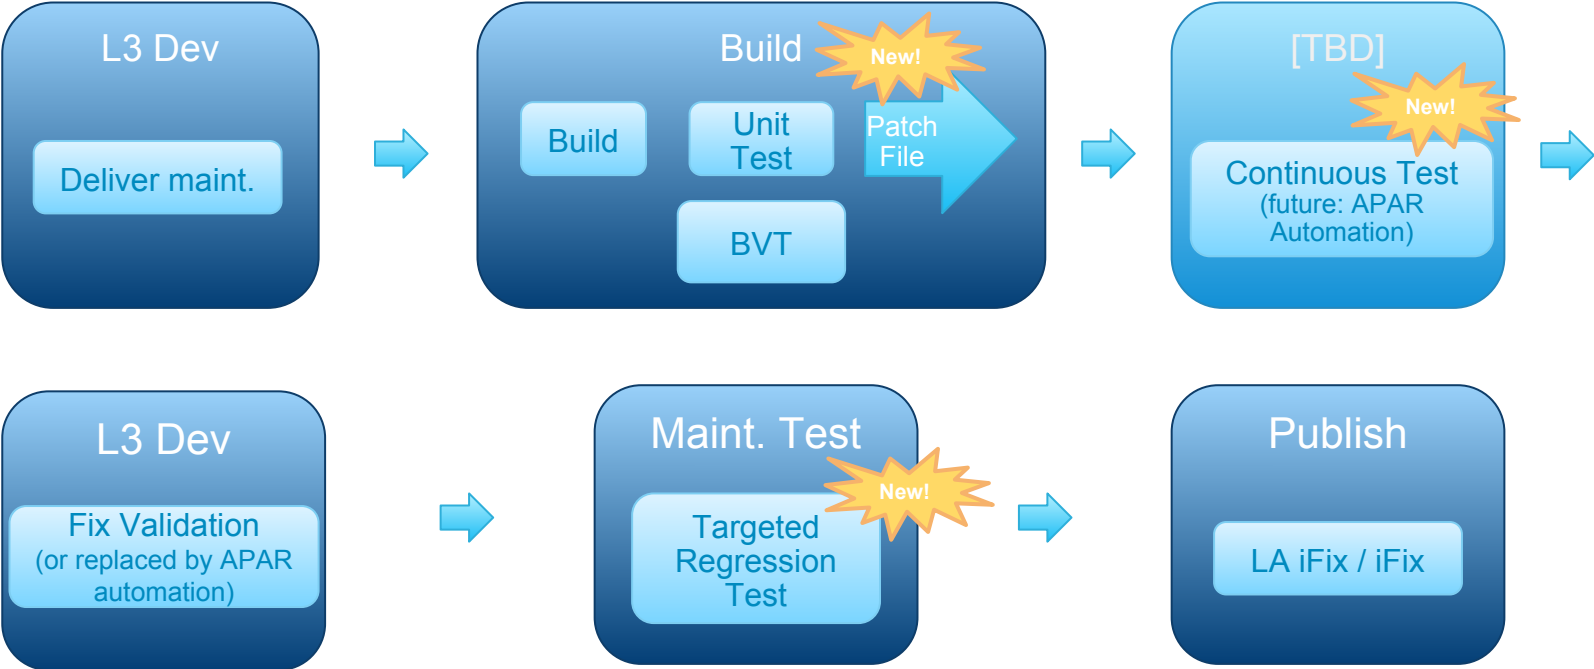 L3 Dev
Deliver maint.
Build
New!
Build
Unit
Test
Patch
File
BVT
[TBD]
New!
Continuous Test
(future: APAR
Automation)
L3 Dev
Fix Validation
(or replaced by APAR
automation)
Maint. Test
New!
Targeted
Regression
Test
Publish
LA iFix / iFix